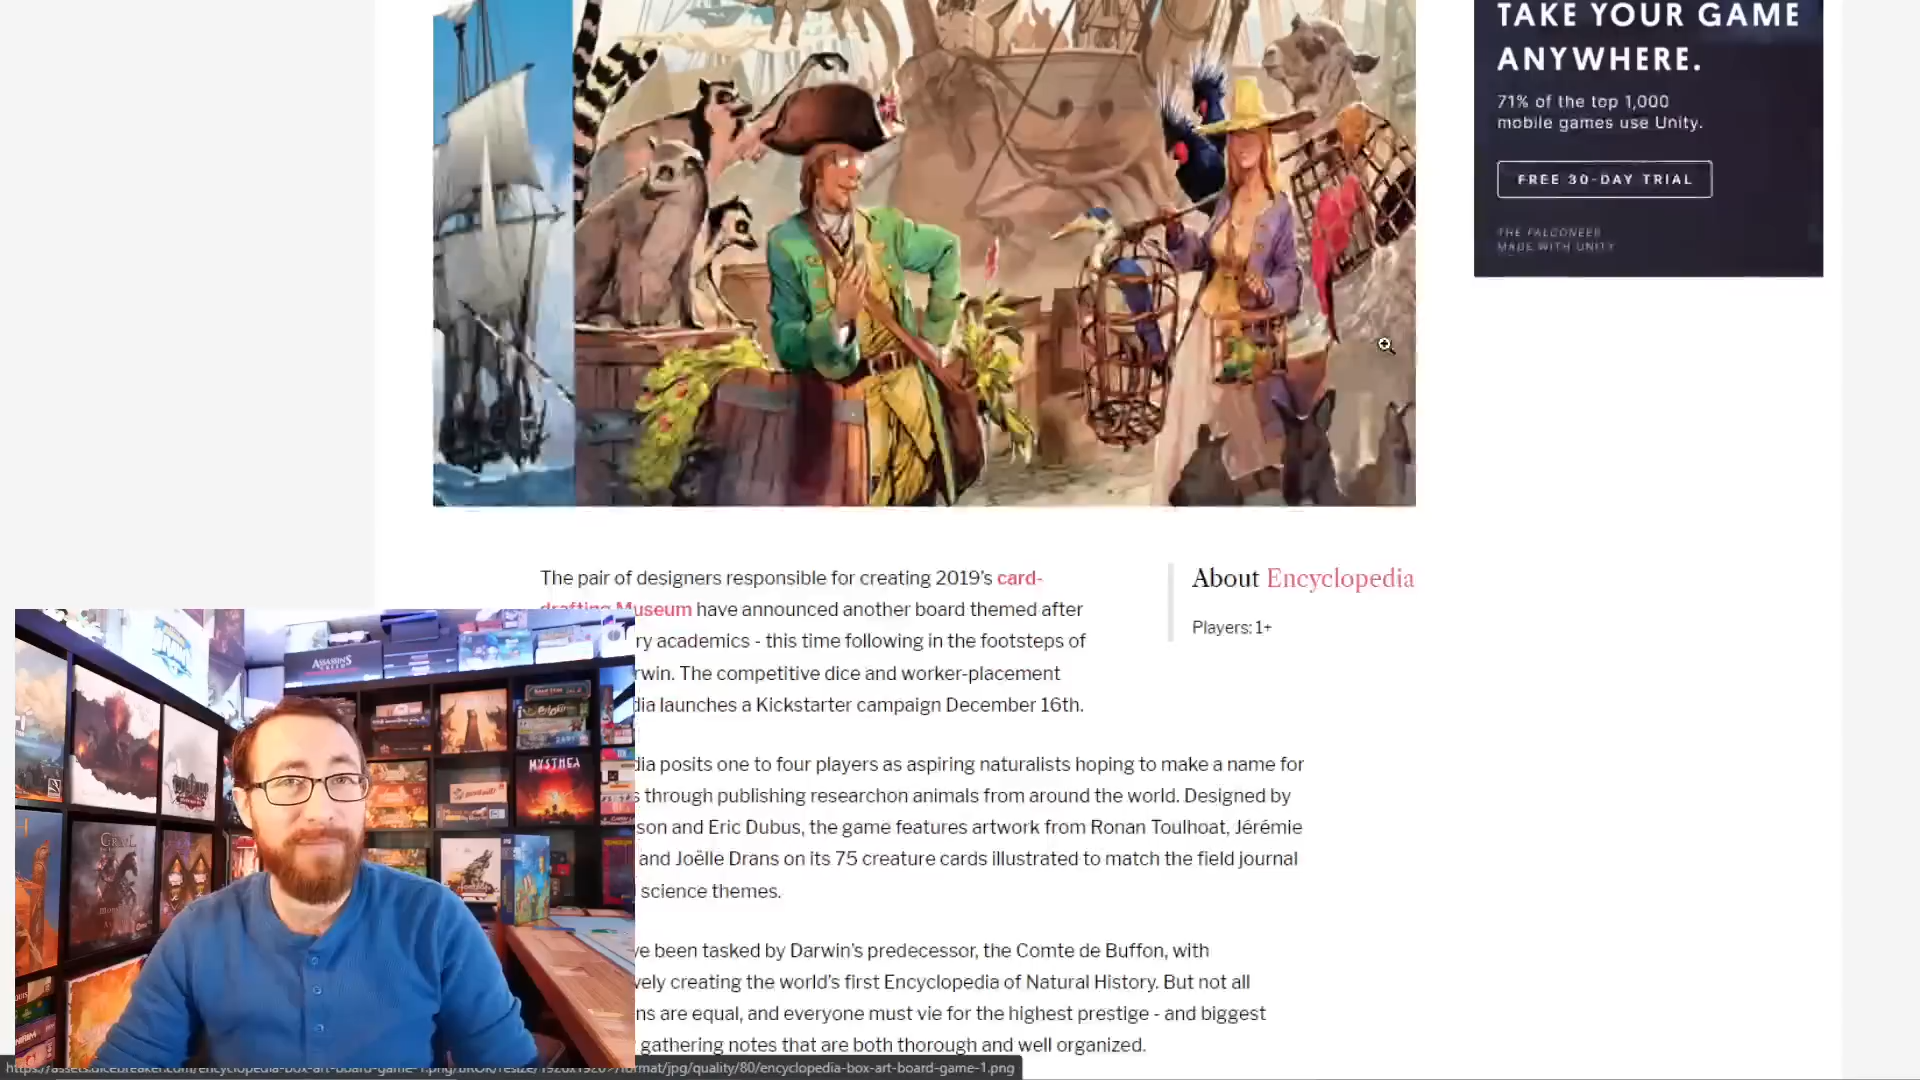 TAKE YOUR GAME
ANYWHERE.
71% of the top 1,000
mobile games use Unity.
FREE 30-DAY TRIAL
THE FALCONEER
MADE WITH UNITY
The pair of designers responsible for creating 2019's card-
drafting Museum have announced another board themed after
ry academics - this time following in the footsteps of
rwin. The competitive dice and worker-placement
dia launches a Kickstarter campaign December 16th.
About Encyclopedia
Players: 1+
dia posits one to four players as aspiring naturalists hoping to make a name for
s through publishing researchon animals from around the world. Designed by
son and Eric Dubus, the game features artwork from Ronan Toulhoat, Jérémie
and Joëlle Drans on its 75 creature cards illustrated to match the field journal
science themes.
ve been tasked by Darwin's predecessor, the Comte de Buffon, with
vely creating the world's first Encyclopedia of Natural History. But not all
ns are equal, and everyone must vie for the highest prestige - and biggest
gathering notes that are both thorough and well organized.
ASSASSIN'S
MYSTHEA
GRAIL
format/jpg/quality/80/encyclopedia-box-art-board-game-1.png